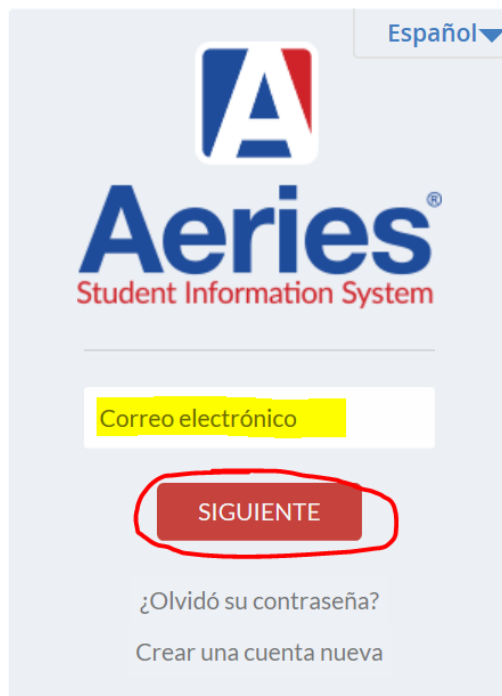 Español
A
Aeries®
Student Information System
Correo electrónico
SIGUIENTE
¿Olvidó su contraseña?
Crear una cuenta nueva